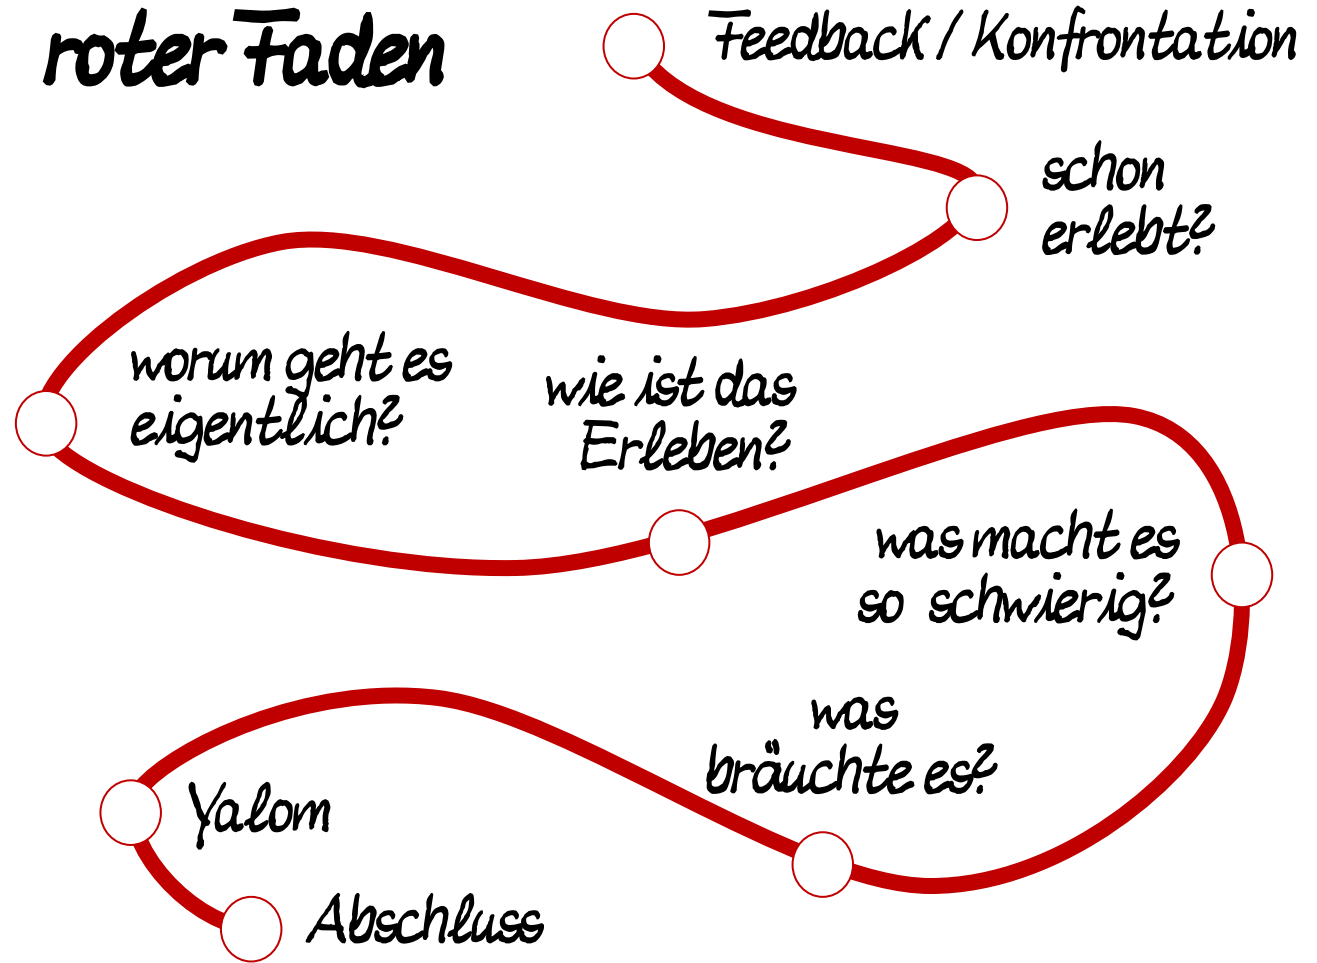 roter Faden
Feedback / Konfrontation
schon
erlebt?
worum geht es
eigentlich?
wie ist das
Erleben?
was macht es
so schwierig?
was
bräuchte es?
Yalom
Abschluss